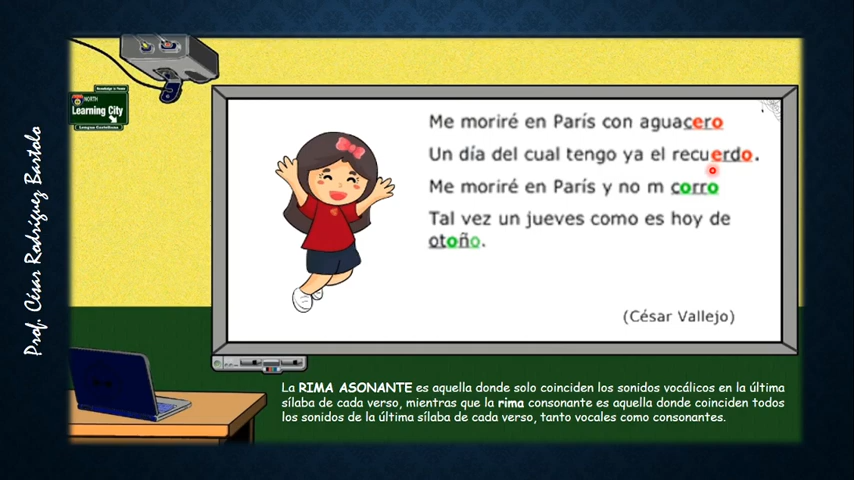 NORTH
Learning City
Lengua Castellana
Prof. César Rodríguez Bartolo
Me moriré en París con aguacero
Un día del cual tengo ya el recuerdo.
Me moriré en París y no m corro
Tal vez un jueves como es hoy de
otoño.
(César Vallejo)
La RIMA ASONANTE es aquella donde solo coinciden los sonidos vocálicos en la última
sílaba de cada verso, mientras que la rima consonante es aquella donde coinciden todos
los sonidos de la última sílaba de cada verso, tanto vocales como consonantes.